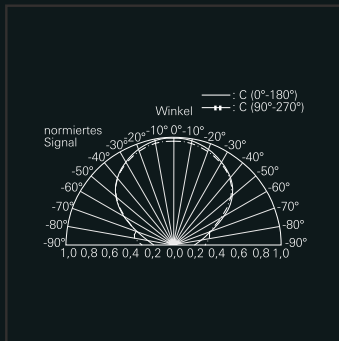 : C (0°-180°)
: C (90°-270°)
Winkel
normiertes
Signal
-10° 0° -10°
-20° -20°
-30° -30°
-40° -40°
-50° -50°
-60° -60°
-70° -70°
-80° -80°
-90° -90°
1,0 0,8 0,6 0,4 0,2 0,0 0,2 0,4 0,6 0,8 1,0